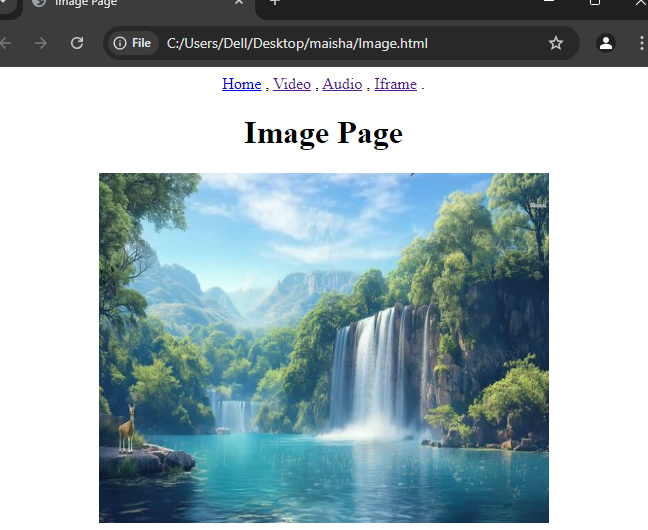 Image Page
File C:/Users/Dell/Desktop/maisha/Image.html
Home , Video , Audio , Iframe .
Image Page